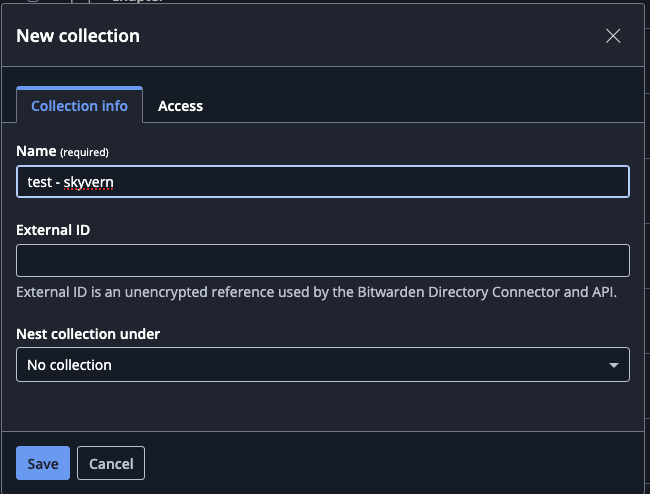 New collection
Collection info Access
Name (required)
test - skyvern
External ID
External ID is an unencrypted reference used by the Bitwarden Directory Connector and API.
Nest collection under
No collection
Save Cancel